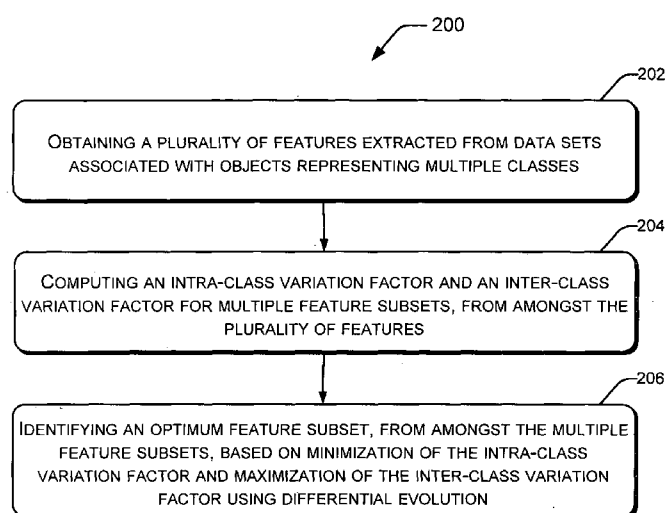 200
202
OBTAINING A PLURALITY OF FEATURES EXTRACTED FROM DATA SETS
ASSOCIATED WITH OBJECTS REPRESENTING MULTIPLE CLASSES
204
COMPUTING AN INTRA-CLASS VARIATION FACTOR AND AN INTER-CLASS
VARIATION FACTOR FOR MULTIPLE FEATURE SUBSETS, FROM AMONGST THE
PLURALITY OF FEATURES
206
IDENTIFYING AN OPTIMUM FEATURE SUBSET, FROM AMONGST THE MULTIPLE
FEATURE SUBSETS, BASED ON MINIMIZATION OF THE INTRA-CLASS
VARIATION FACTOR AND MAXIMIZATION OF THE INTER-CLASS VARIATION
FACTOR USING DIFFERENTIAL EVOLUTION